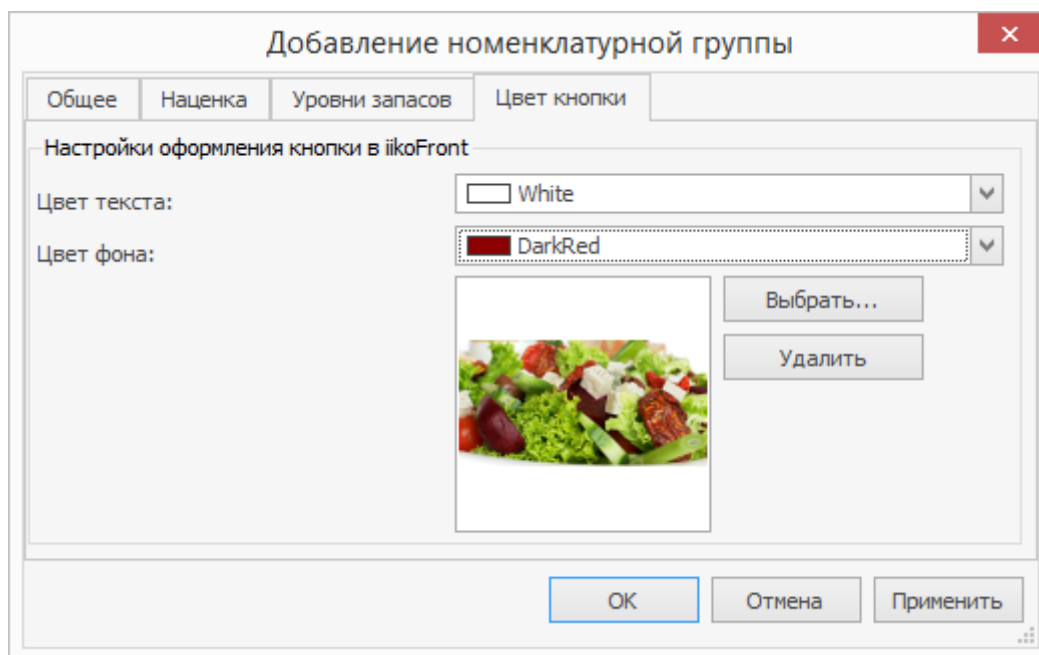 Добавление номенклатурной группы
Общее Наценка Уровни запасов Цвет кнопки
Настройки оформления кнопки в iikoFront
Цвет текста: White
Цвет фона: DarkRed
Выбрать...
Удалить
OK Отмена Применить